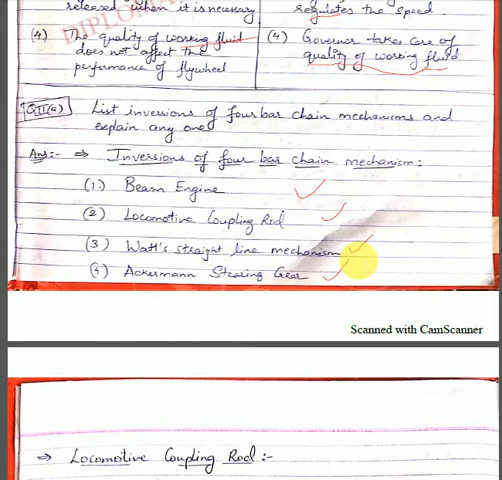 released when it is necessary
regulates the speed
(4) The quality of working fluid
does not affect the
performance of flywheel
(4) Governor takes care of
quality of working fluid
QII(a) List inversions of four bar chain mechanisms and
explain any one
Ans:- ⇒ Inversions of four bar chain mechanism:
(1) Beam Engine
(2) Locomotive Coupling Rod
(3) Watt's straight line mechanism
(4) Ackermann Stearing Gear
Scanned with CamScanner
⇒ Locomotive Coupling Rod :-